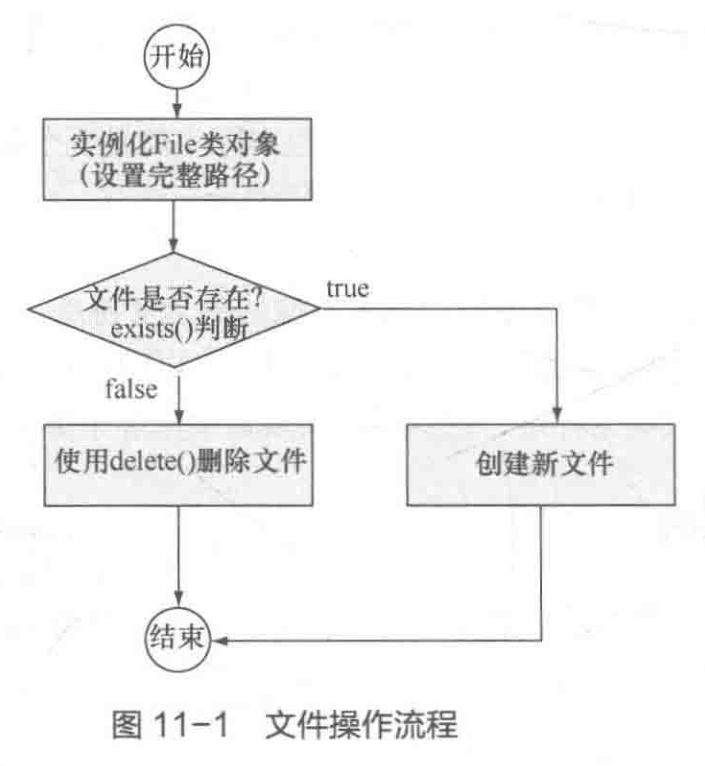 开始
实例化File类对象
（设置完整路径）
文件是否存在？
exists()判断
true
false
使用delete()删除文件
创建新文件
结束
图 11-1 文件操作流程